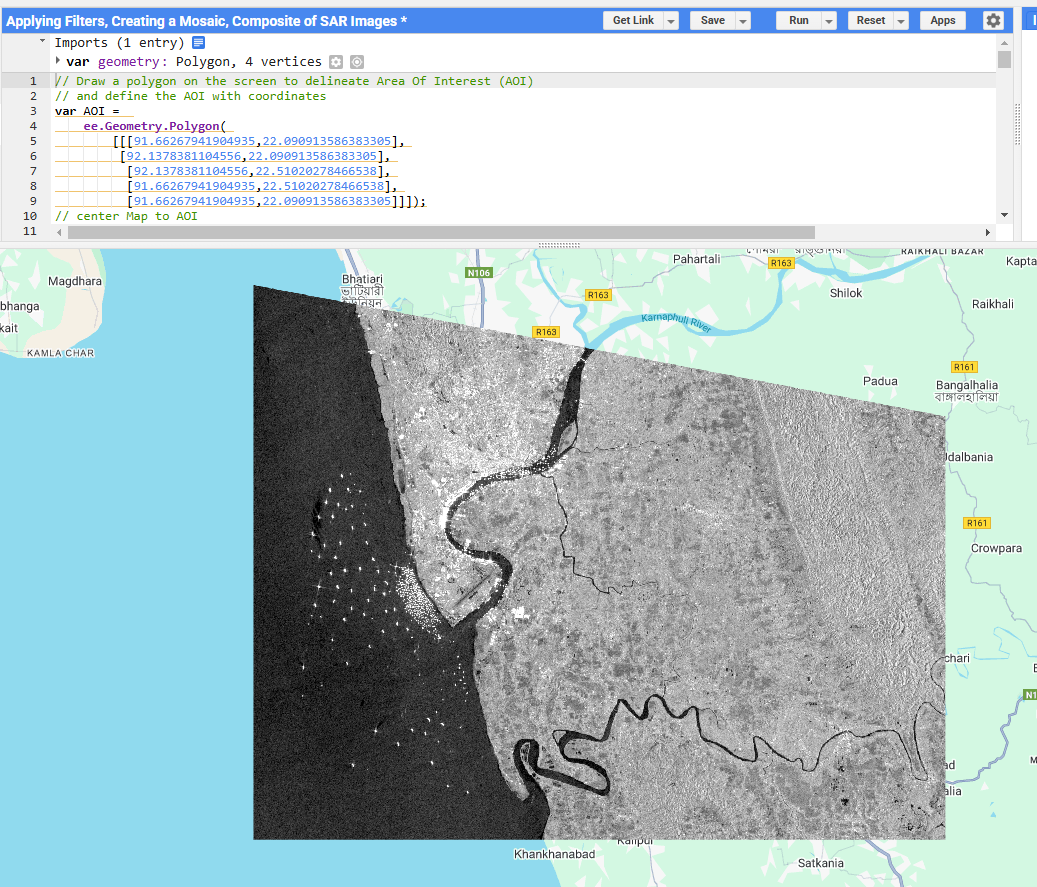 Applying Filters, Creating a Mosaic, Composite of SAR Images *
Get Link
Save
Run
Reset
Apps
Imports (1 entry)
var geometry: Polygon, 4 vertices
1 // Draw a polygon on the screen to delineate Area Of Interest (AOI)
2 // and define the AOI with coordinates
3 var AOI =
4 ee.Geometry.Polygon(
5 [[[91.66267941904935,22.090913586383305],
6 [92.1378381104556,22.090913586383305],
7 [92.1378381104556,22.51020278466538],
8 [91.66267941904935,22.51020278466538],
9 [91.66267941904935,22.090913586383305]]]);
10 // center Map to AOI
11
RAIKHALI BAZAR
Pahartali
R163
Kapta
N106
Magdhara
Bhatiari
ভাটিয়ারী
ইউনিয়ন
R163
Shilok
bhanga
Raikhali
Karnaphuli River
kait
R163
KAMLA CHAR
R161
Padua
Bangalhalia
বাঙ্গালহালিয়া
Udalbania
R161
Crowpara
chari
N1
ad
alia
Khankhanabad
Satkania